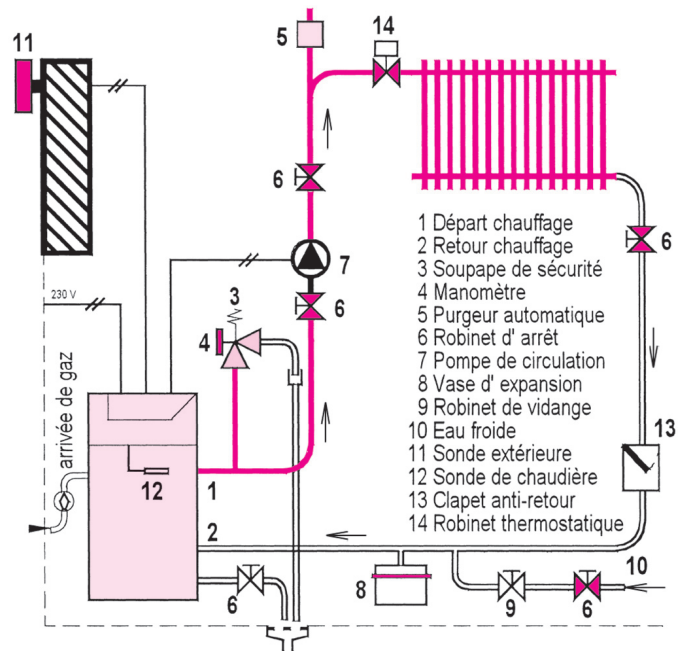 11
5
14
6
7
6
3
4
230 V
arrivée de gaz
12
1
2
6
8
9
6
10
13
6
1 Départ chauffage
2 Retour chauffage
3 Soupape de sécurité
4 Manomètre
5 Purgeur automatique
6 Robinet d' arrêt
7 Pompe de circulation
8 Vase d' expansion
9 Robinet de vidange
10 Eau froide
11 Sonde extérieure
12 Sonde de chaudière
13 Clapet anti-retour
14 Robinet thermostatique